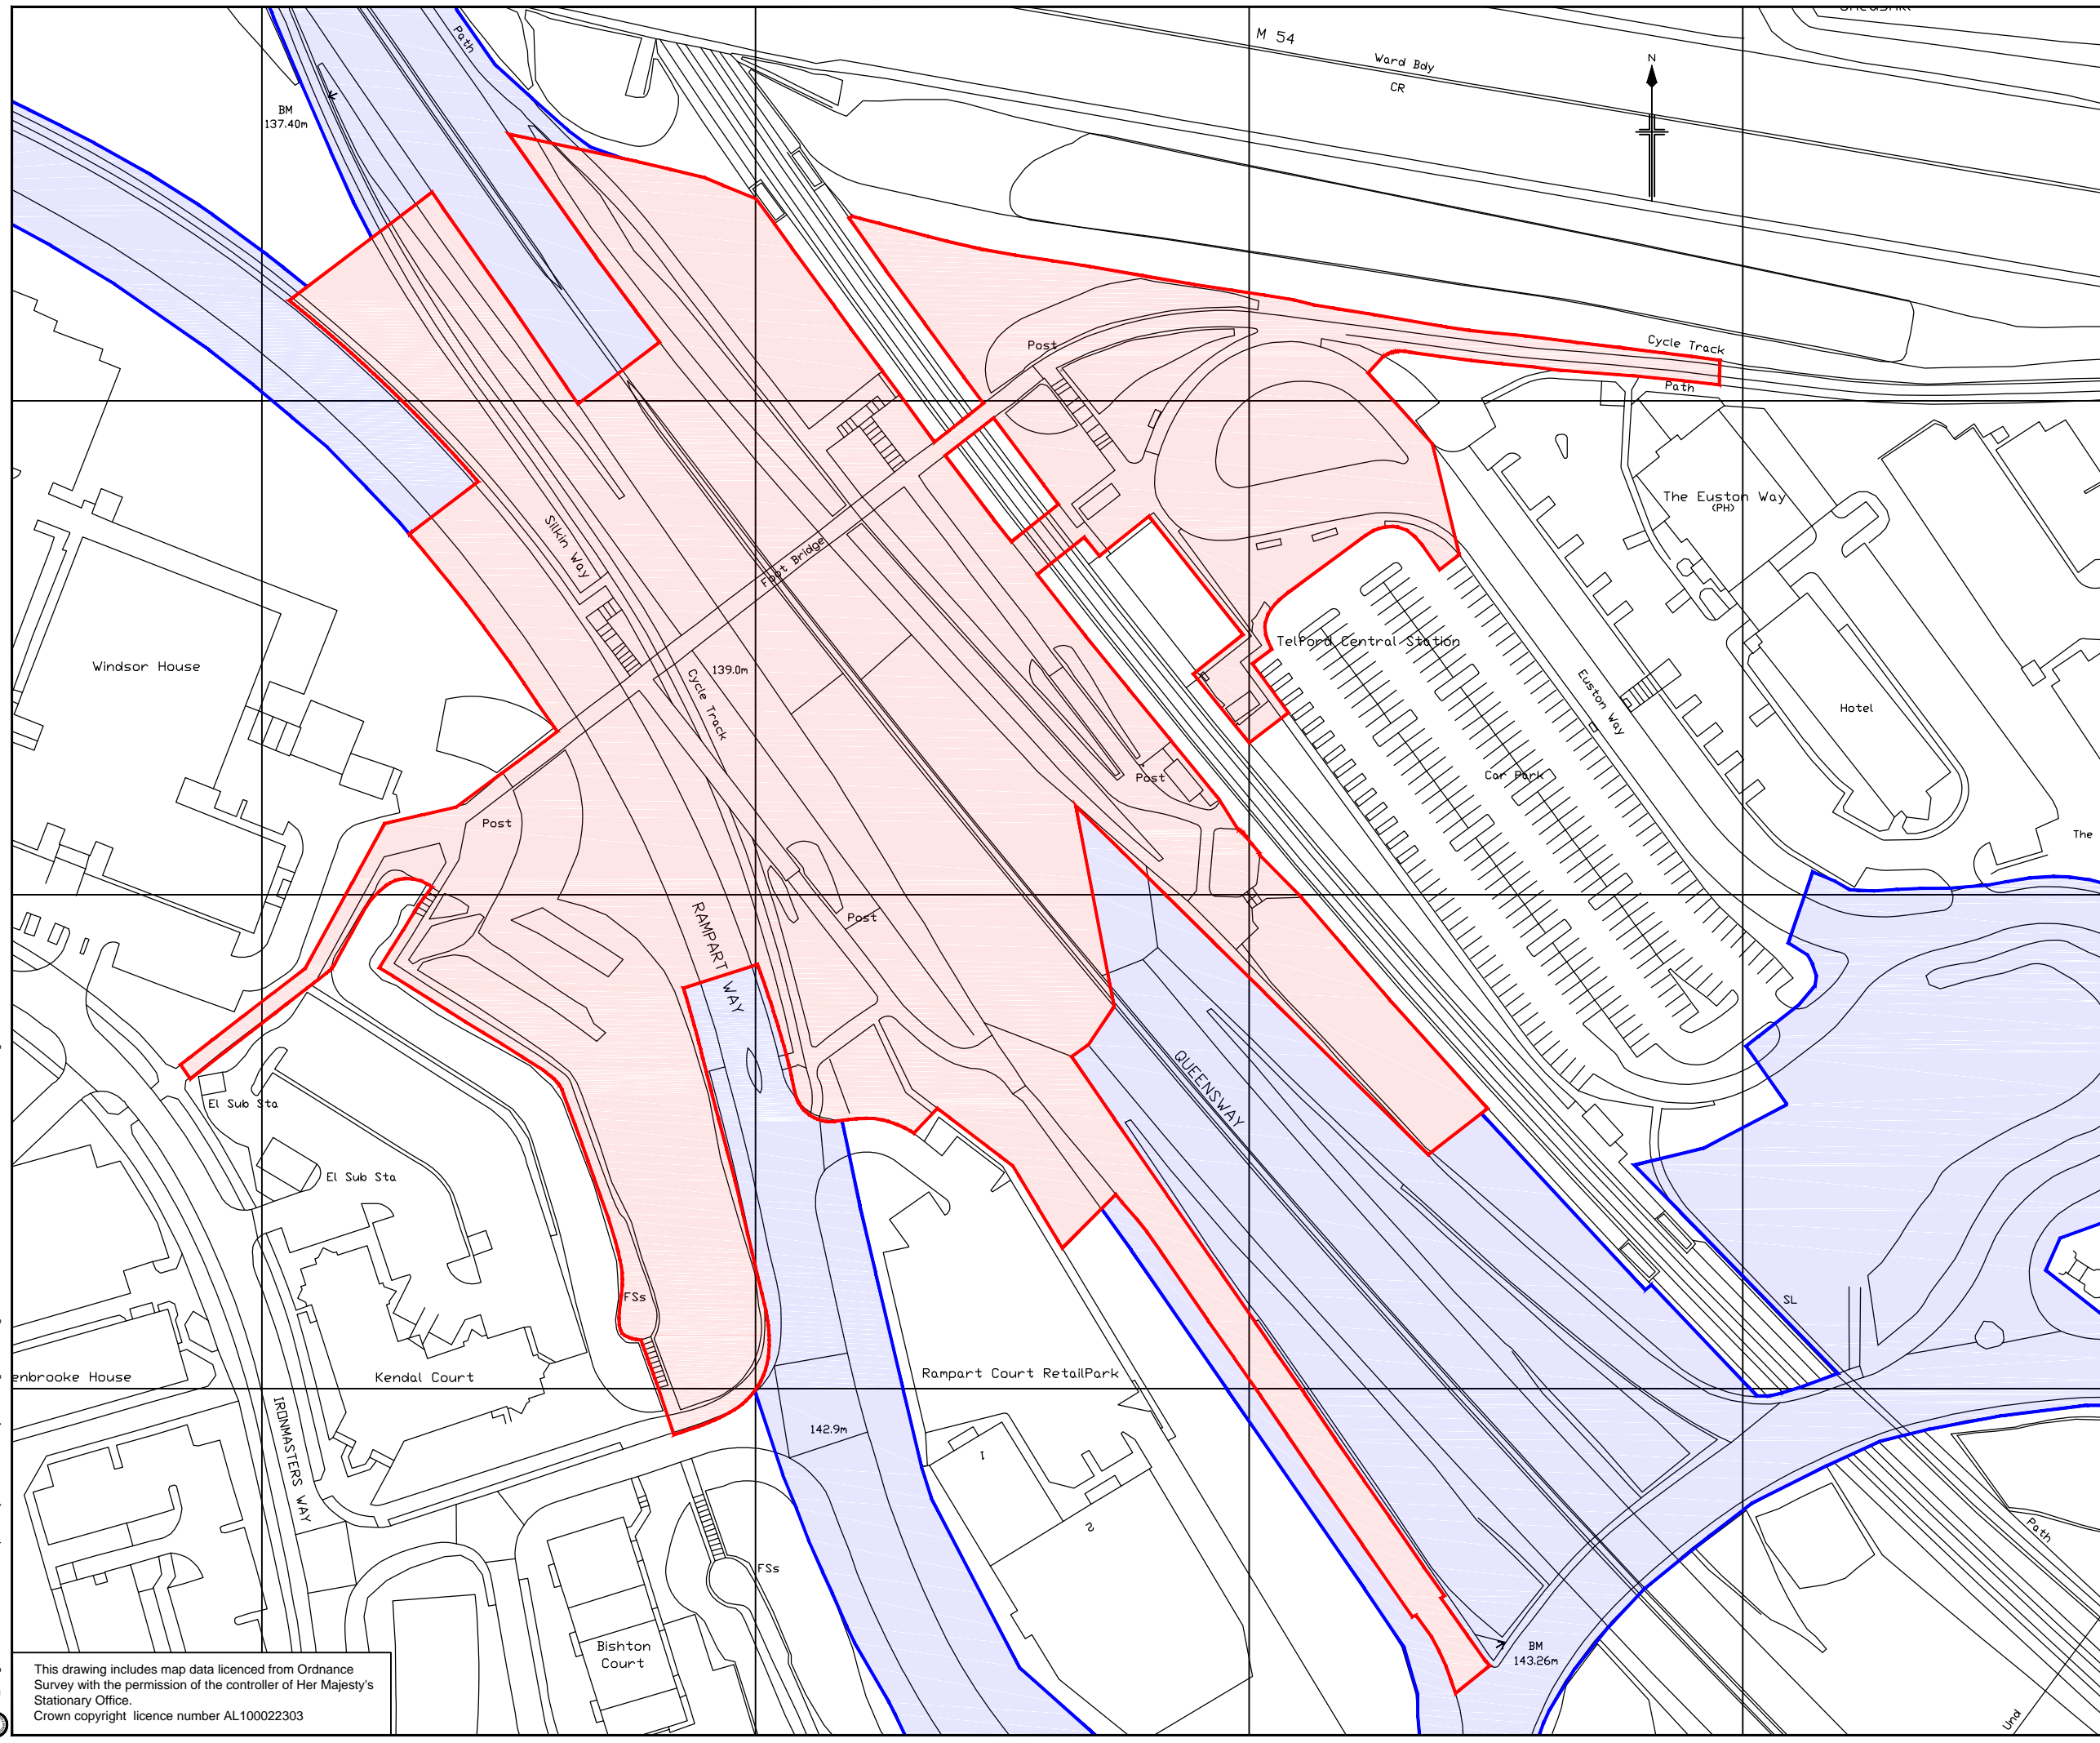 M 54
Ward Bdy
CR
N
Path
BM
137.40m
Cycle Track
Path
Post
The Euston Way
(PH)
Silkin Way
Foot Bridge
Windsor House
139.0m
Cycle Track
Telford Central Station
Euston Way
Hotel
Car Park
Post
Post
The
Post
RAMPART WAY
QUEENSWAY
El Sub Sta
El Sub Sta
FSs
SL
enbrooke House
Kendal Court
Rampart Court RetailPark
IRONMASTERS WAY
142.9m
1
2
Path
FSs
Bishton
Court
BM
143.26m
Und
This drawing includes map data licenced from Ordnance
Survey with the permission of the controller of Her Majesty's
Stationary Office.
Crown copyright licence number AL100022303